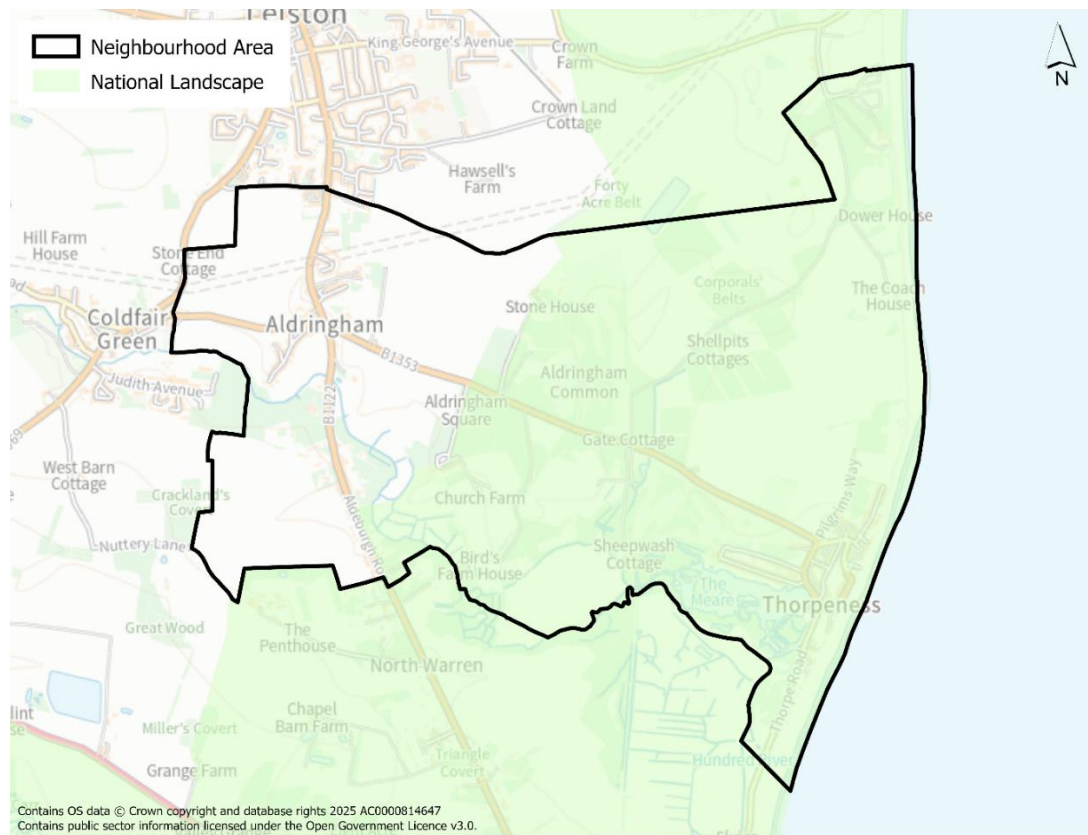 Leiston
Neighbourhood Area
National Landscape
King George's Avenue
Crown
Farm
N
Crown Land
Cottage
Hawsell's
Farm
Forty
Acre Belt
Dower House
Hill Farm
House
Stone End
Cottage
Corporals'
Belts
The Coach
House
Stone House
Coldfair
Green
Aldringham
B1353
Shellpits
Cottages
Judith Avenue
Aldringham
Common
B1122
Aldringham
Square
Gate Cottage
West Barn
Cottage
Crackland's
Church Farm
Pilgrims Way
Aldeburgh
Nuttery Lane
Bird's
Farm House
Sheepwash
Cottage
The
Meare
Thorpeness
Great Wood
The
Penthouse
North Warren
Thorpe Road
Miller's Covert
Chapel
Barn Farm
Triangle
Covert
Hundred River
Grange Farm
Contains OS data © Crown copyright and database rights 2025 AC0000814647
Contains public sector information licensed under the Open Government Licence v3.0.